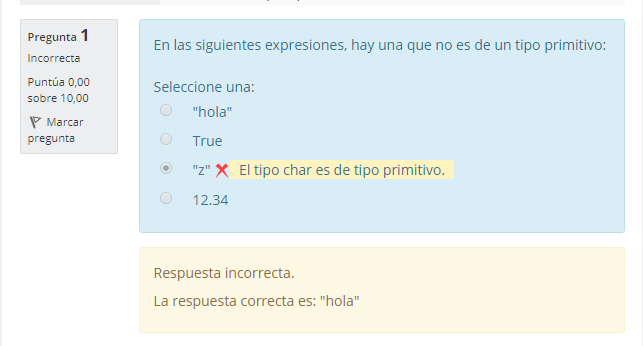 Pregunta 1
Incorrecta
Puntúa 0,00
sobre 10,00
Marcar
pregunta
En las siguientes expresiones, hay una que no es de un tipo primitivo:
Seleccione una:
"hola"
True
"z" El tipo char es de tipo primitivo.
12.34
Respuesta incorrecta.
La respuesta correcta es: "hola"